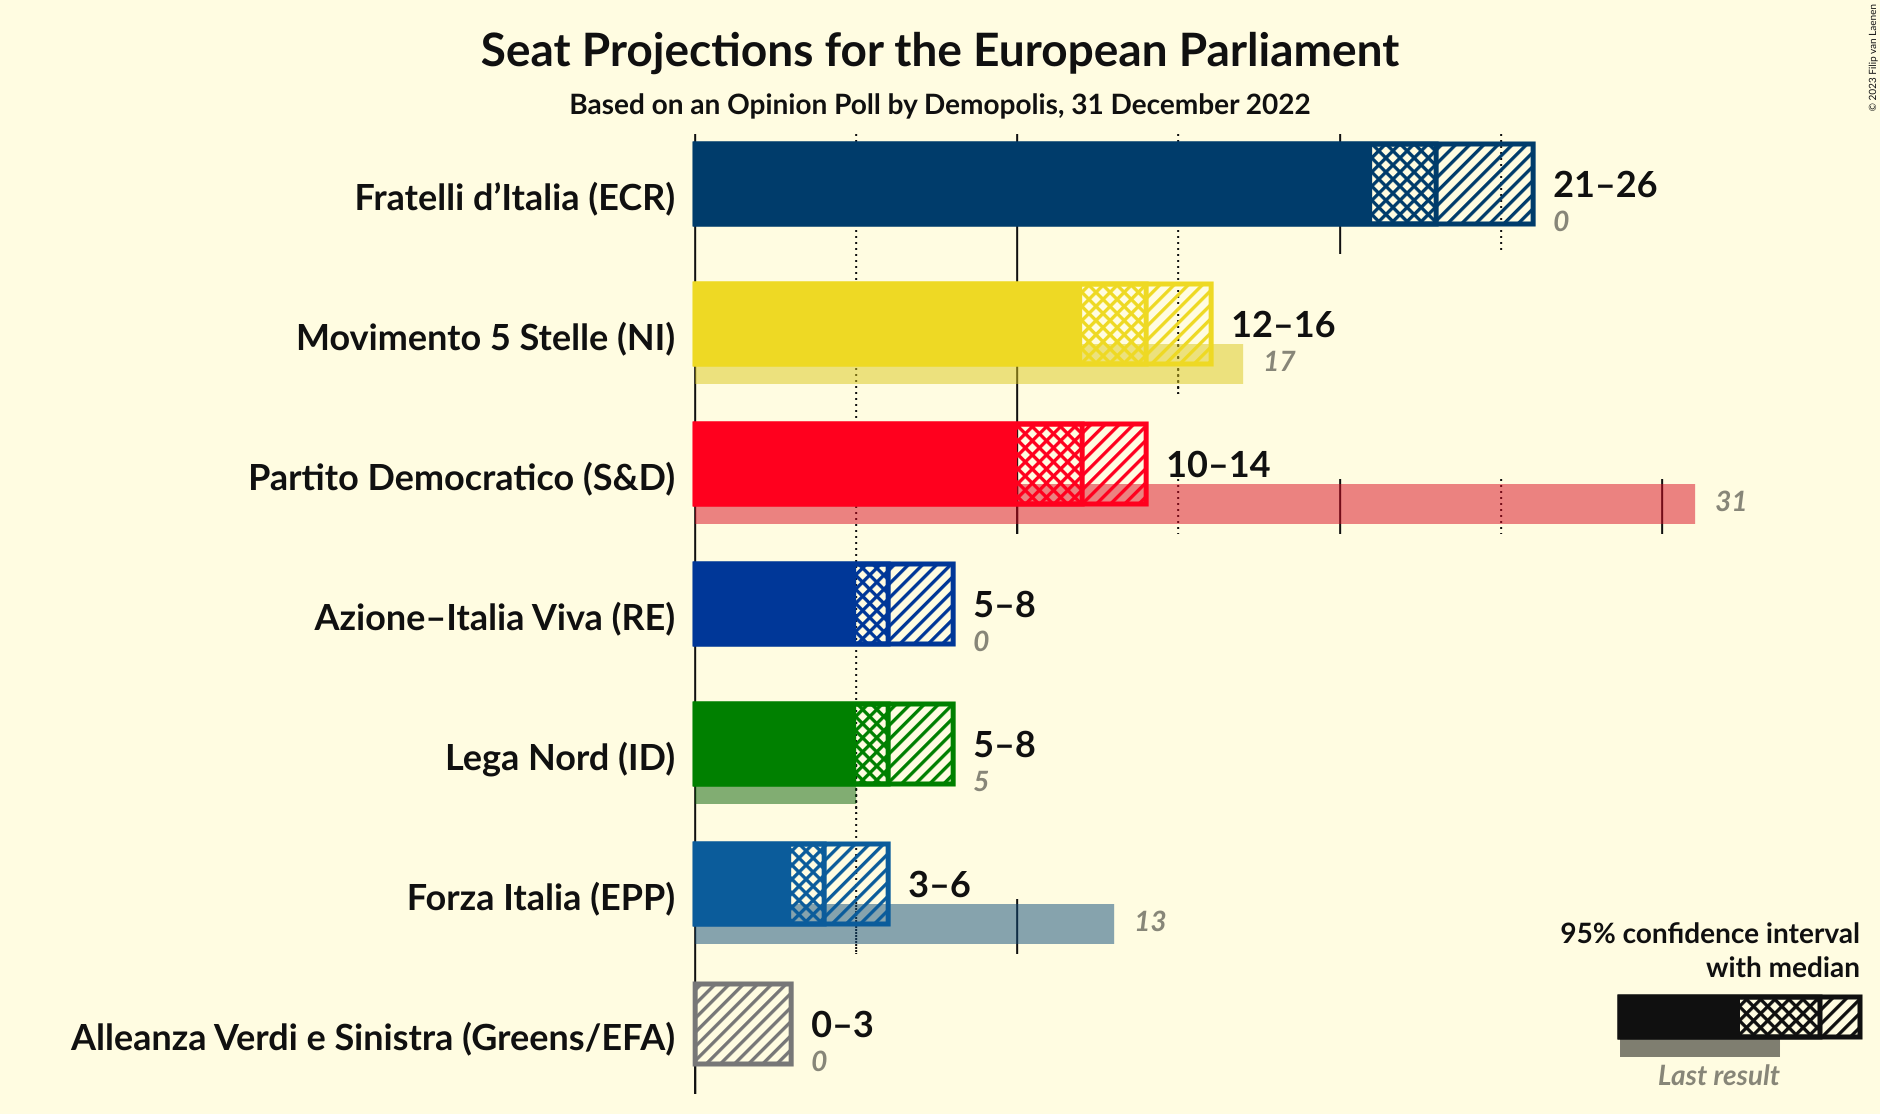 Seat Projections for the European Parliament
Based on an Opinion Poll by Demopolis, 31 December 2022
© 2023 Filip van Laenen
Fratelli d’Italia (ECR)
21–26
0
Movimento 5 Stelle (NI)
12–16
17
Partito Democratico (S&D)
10–14
31
Azione–Italia Viva (RE)
5–8
0
Lega Nord (ID)
5–8
5
Forza Italia (EPP)
3–6
13
Alleanza Verdi e Sinistra (Greens/EFA)
0–3
0
95% confidence interval
with median
Last result